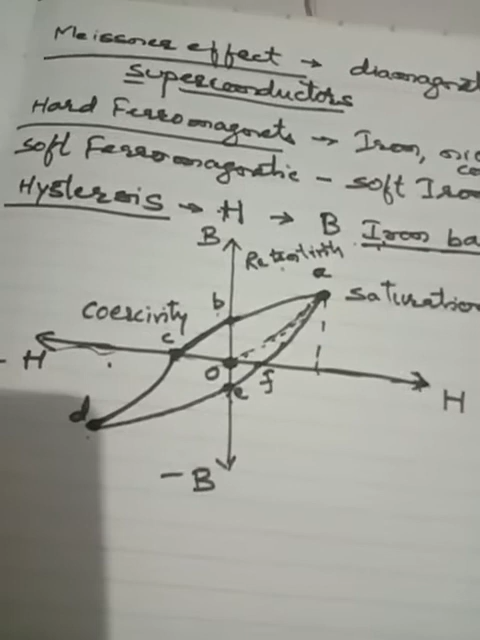 Meissner effect → diamagnet
Superconductors
Hard Ferromagnets → Iron,
Soft Ferromagnetic - soft Iron
Hysteresis → H → B Iron ba
B
Retentivity
a
saturation
b
coercivity
c
- H
O
f
e
H
d
- B